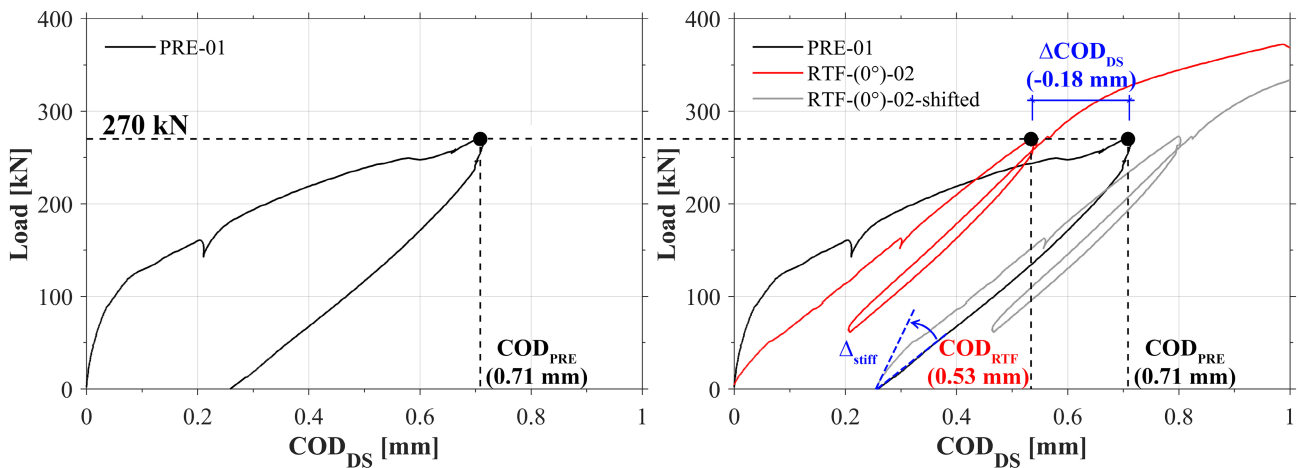 PRE-01
270 kN
COD_PRE
(0.71 mm)
400
300
200
100
0
Load [kN]
0
0.2
0.4
0.6
0.8
1
COD_DS [mm]
PRE-01
RTF-(0°)-02
RTF-(0°)-02-shifted
ΔCOD_DS
(-0.18 mm)
Δ_stiff
COD_RTF
(0.53 mm)
COD_PRE
(0.71 mm)
400
300
200
100
0
Load [kN]
0
0.2
0.4
0.6
0.8
1
COD_DS [mm]